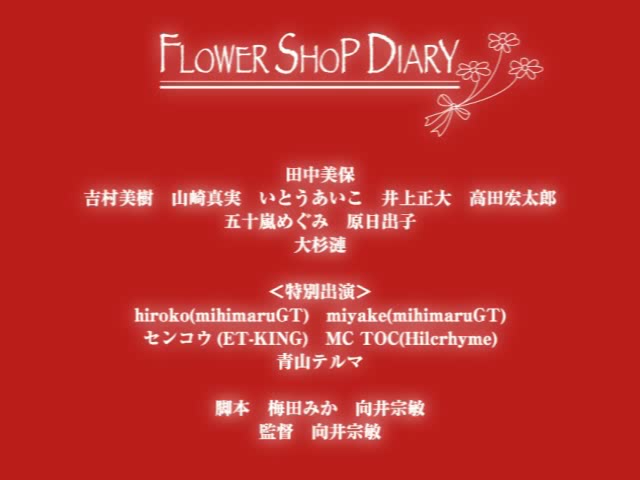 FLOWER SHOP DIARY
田中美保
吉村美樹　山崎真実　いとうあいこ　井上正大　高田宏太郎
五十嵐めぐみ　原日出子
大杉漣
＜特別出演＞
hiroko(mihimaruGT)　miyake(mihimaruGT)
センコウ(ET-KING)　MC TOC(Hilcrhyme)
青山テルマ
脚本　梅田みか　向井宗敏
監督　向井宗敏